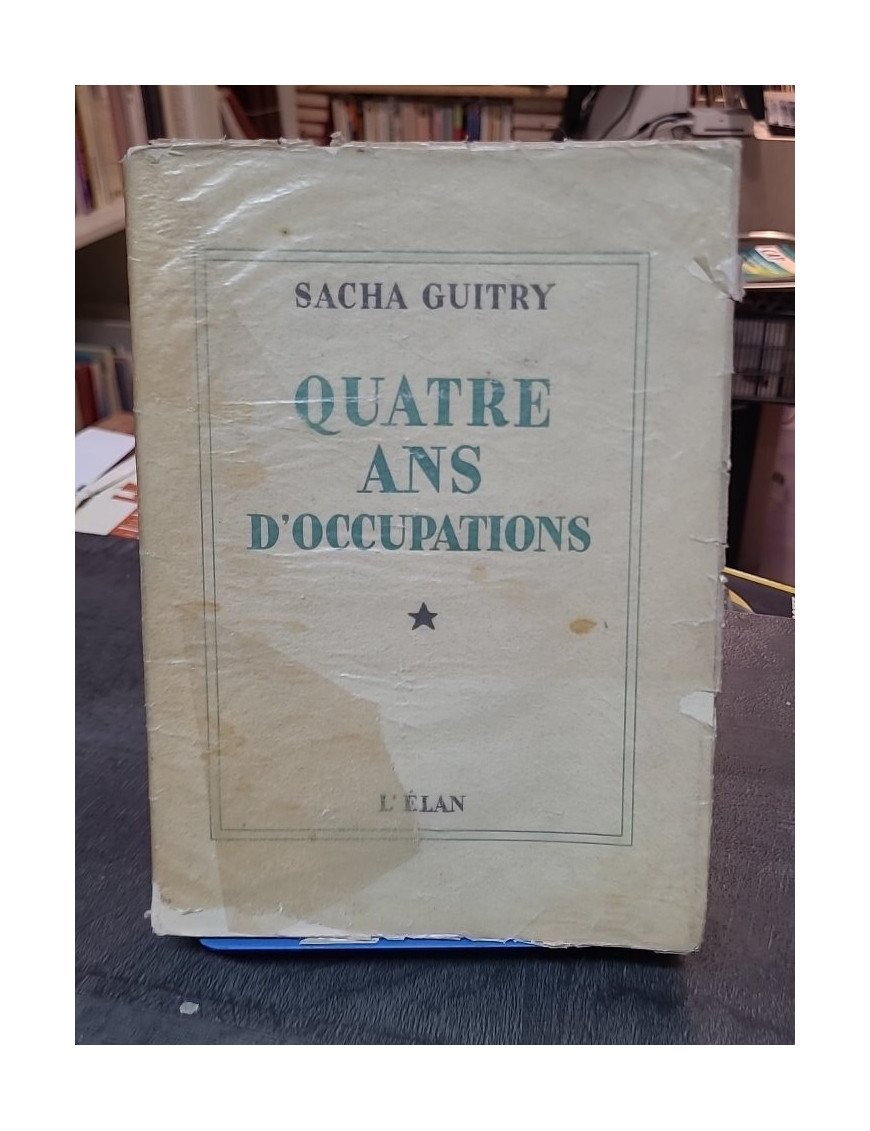 SACHA GUITRY
QUATRE
ANS
D'OCCUPATIONS
★
L'ÉLAN